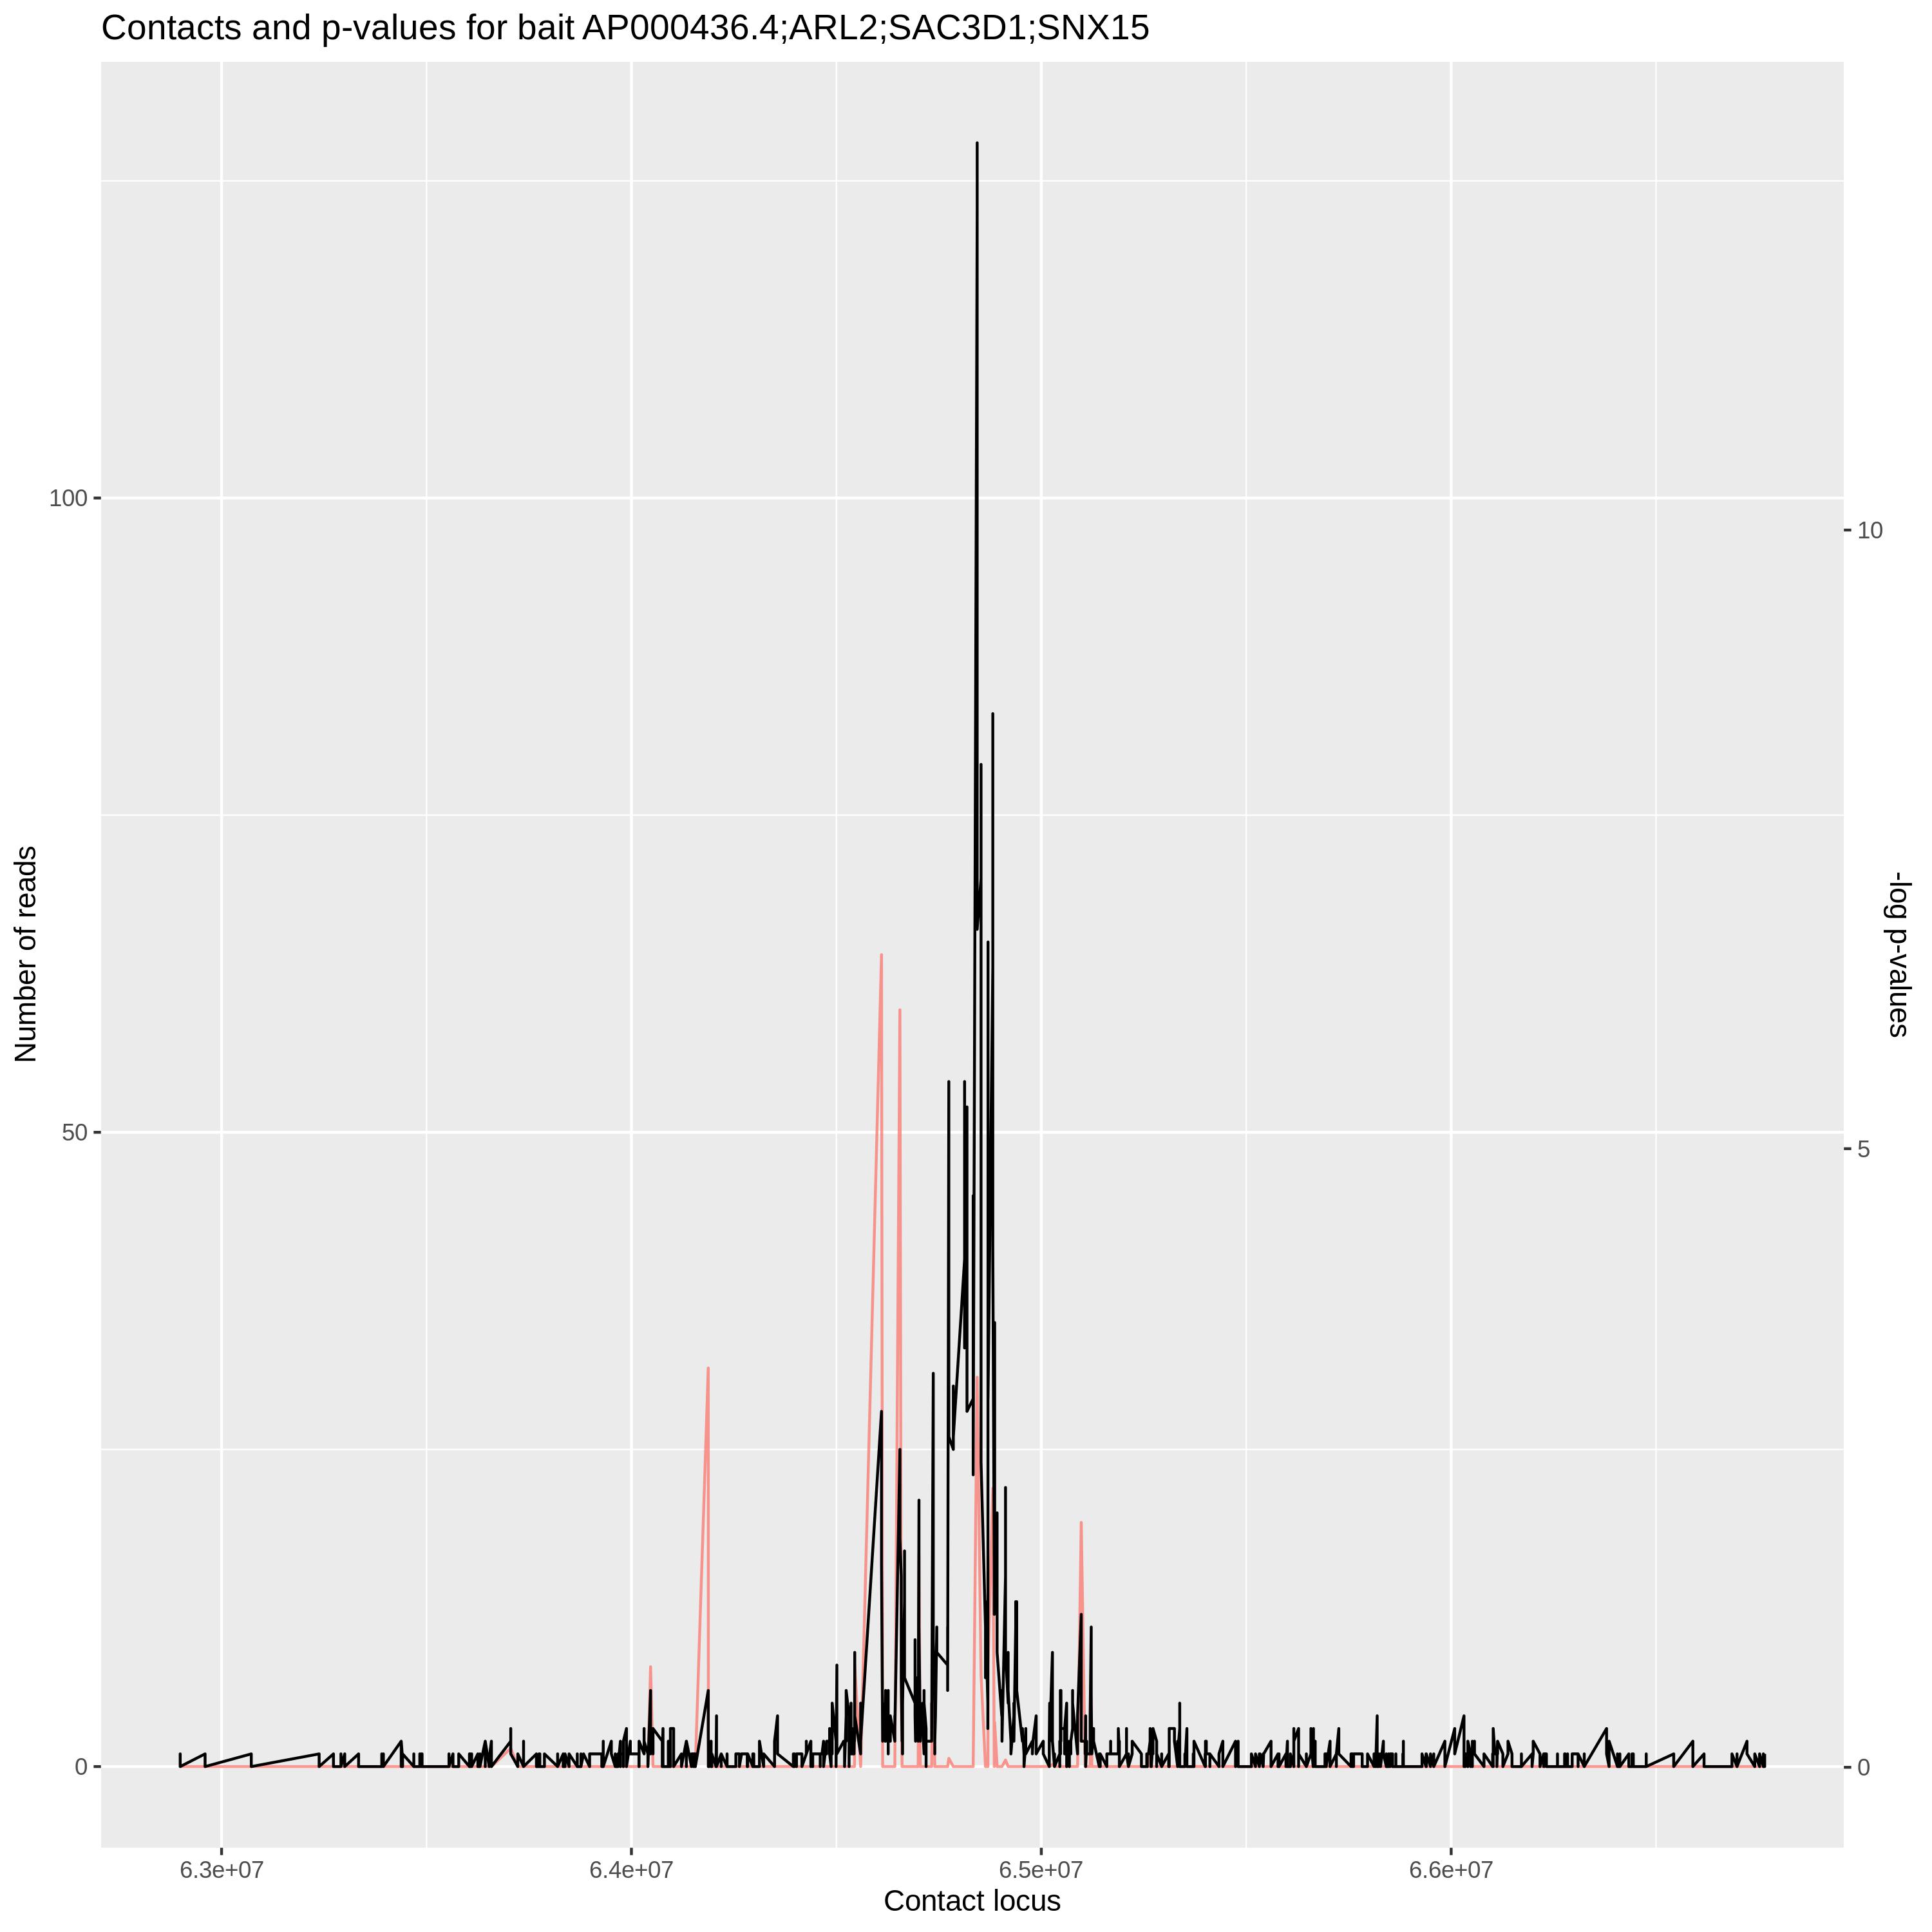 Contacts and p-values for bait AP000436.4;ARL2;SAC3D1;SNX15
100
50
0
Number of reads
10
5
0
-log p-values
6.3e+07 6.4e+07 6.5e+07 6.6e+07
Contact locus